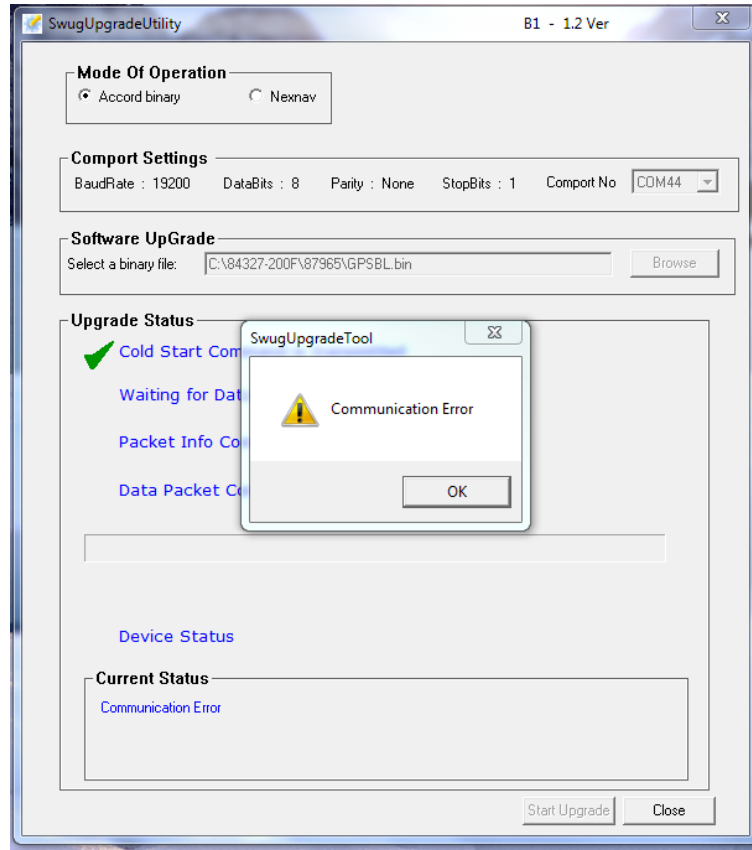 SwugUpgradeUtility B1 - 1.2 Ver
Mode Of Operation
Accord binary Nexnav
Comport Settings
BaudRate : 19200 DataBits : 8 Parity : None StopBits : 1 Comport No COM44
Software UpGrade
Select a binary file: C:\84327-200F\87965\GPSBL.bin Browse
Upgrade Status
SwugUpgradeTool
Cold Start Com
Waiting for Dat
Communication Error
Packet Info Co
Data Packet Co
OK
Device Status
Current Status
Communication Error
Start Upgrade Close